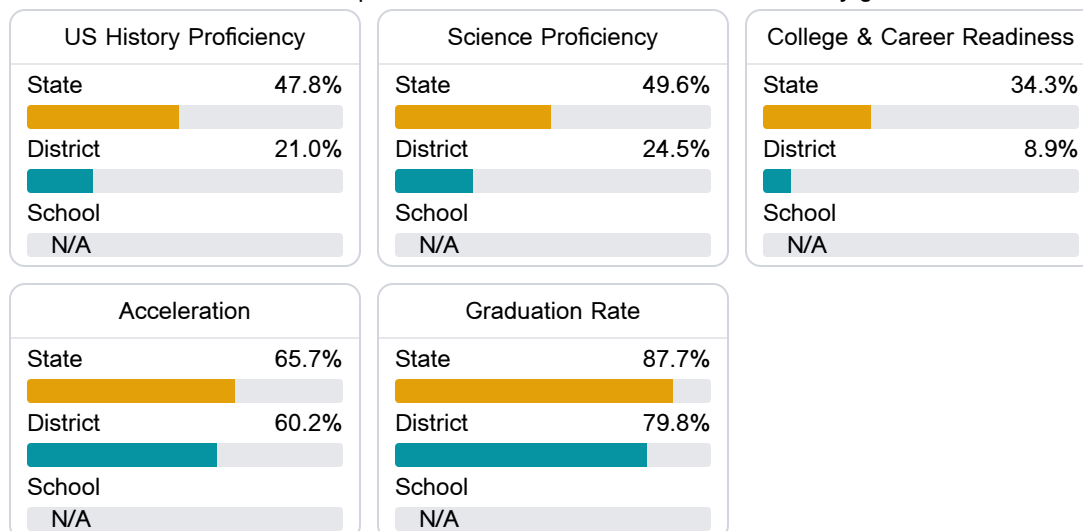 US History Proficiency
State 47.8%
District 21.0%
School
N/A
Science Proficiency
State 49.6%
District 24.5%
School
N/A
College & Career Readiness
State 34.3%
District 8.9%
School
N/A
Acceleration
State 65.7%
District 60.2%
School
N/A
Graduation Rate
State 87.7%
District 79.8%
School
N/A